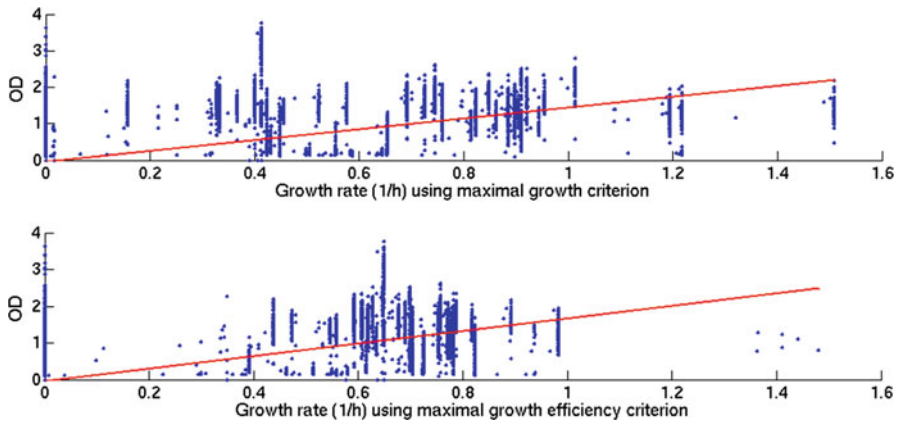 4
3
2
1
0
OD
0 0.2 0.4 0.6 0.8 1 1.2 1.4 1.6
Growth rate (1/h) using maximal growth criterion
4
3
2
1
0
OD
0 0.2 0.4 0.6 0.8 1 1.2 1.4 1.6
Growth rate (1/h) using maximal growth efficiency criterion